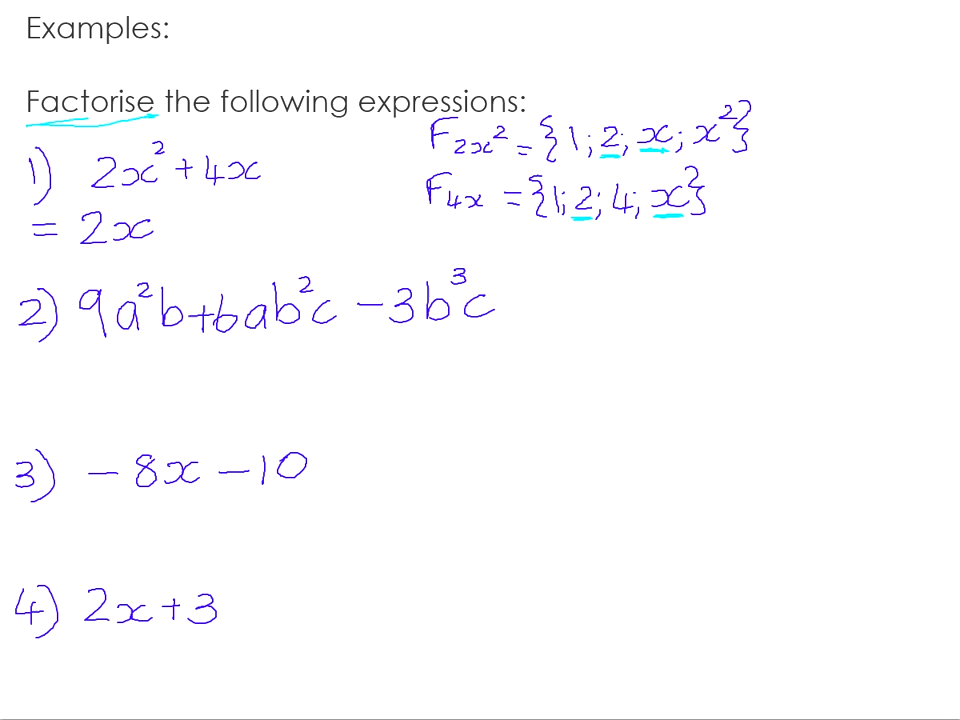 Examples:
Factorise the following expressions:
F₂ₓ² = {1; 2; x; x²}
1) 2x² + 4x
F₄ₓ = {1; 2; 4; x²}
= 2x
2) 9a²b + 6ab²c - 3b³c
3) - 8x - 10
4) 2x + 3